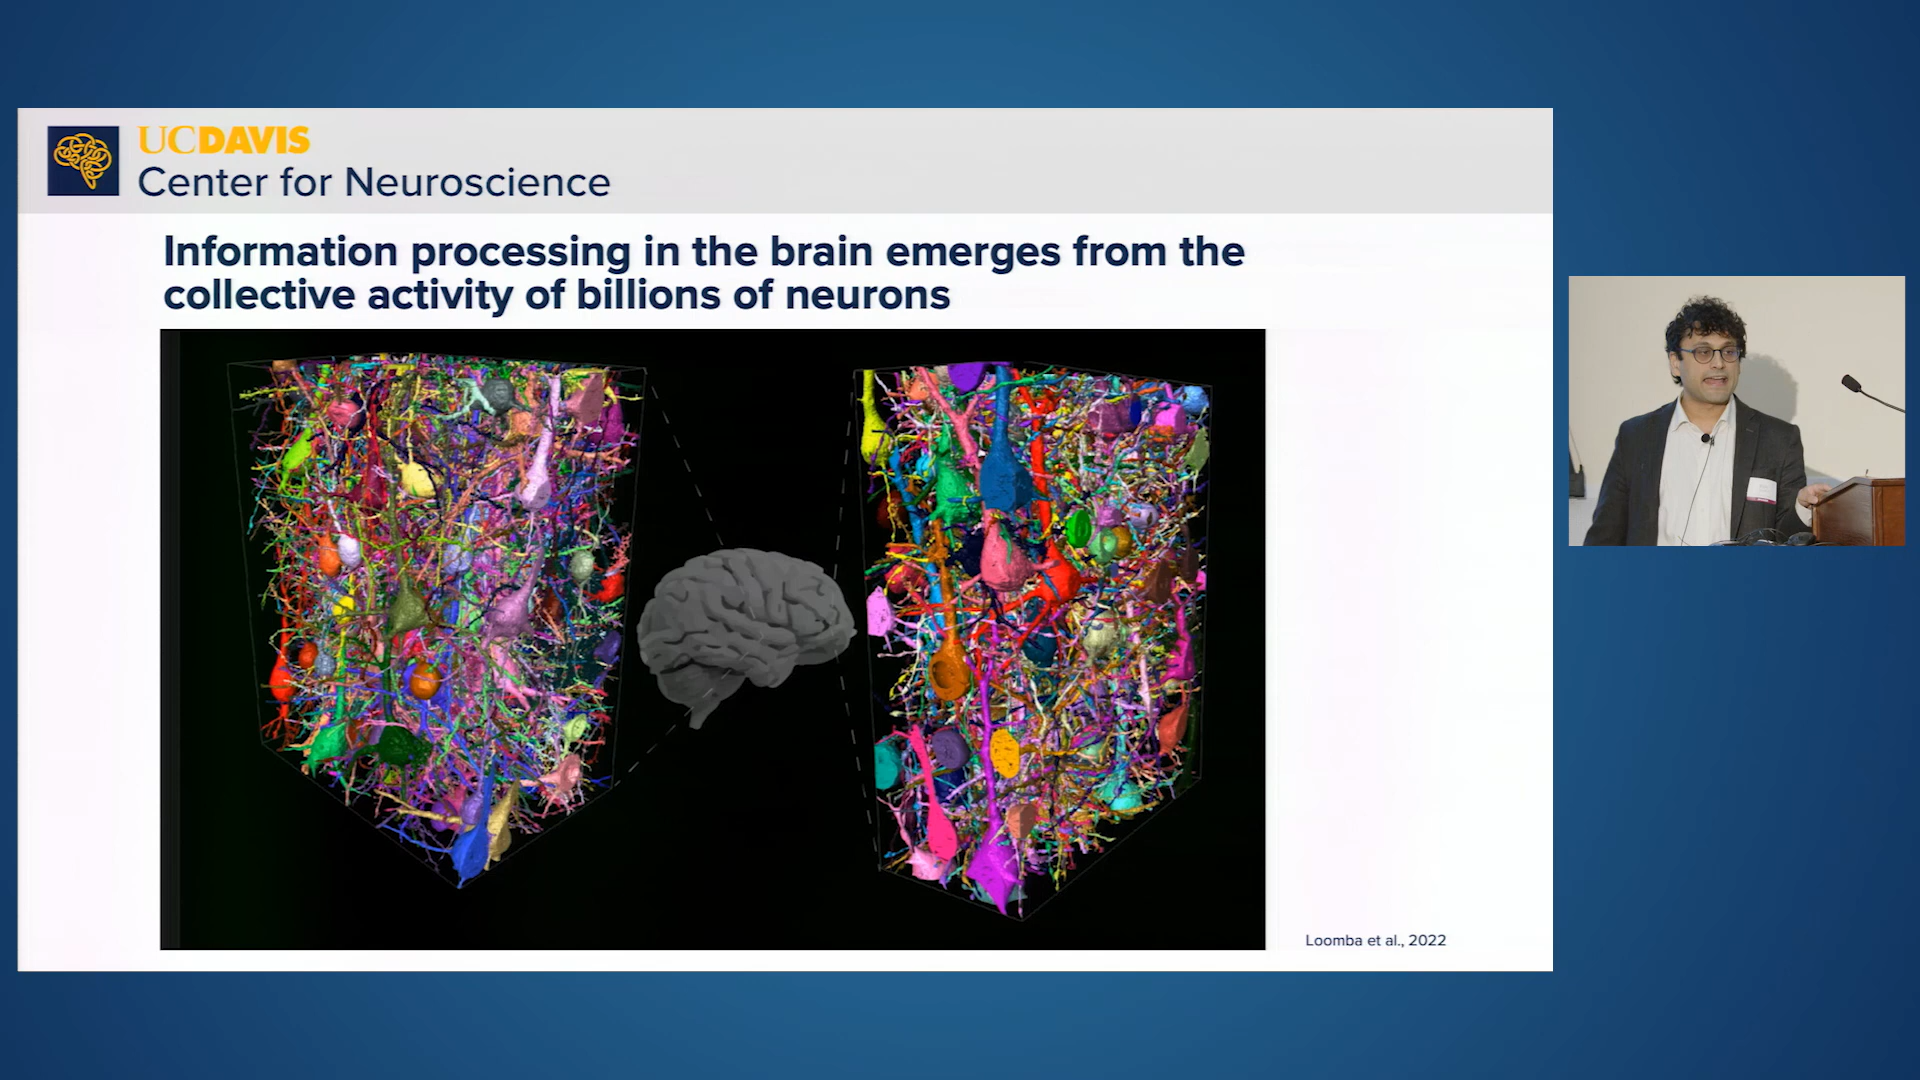 UCDAVIS
Center for Neuroscience
Information processing in the brain emerges from the
collective activity of billions of neurons
Loomba et al., 2022